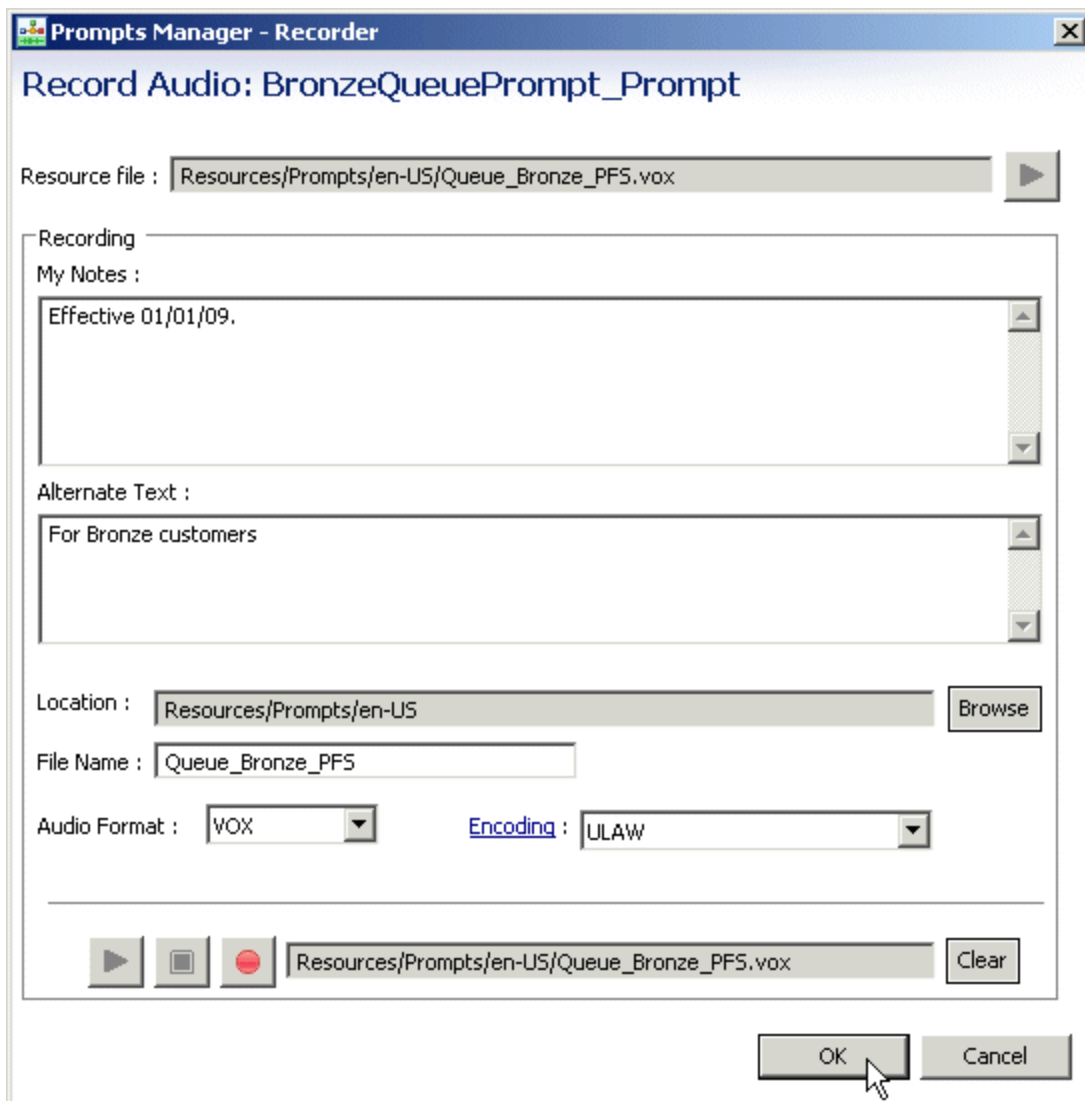 Prompts Manager - Recorder
Record Audio: BronzeQueuePrompt_Prompt
Resource file : Resources/Prompts/en-US/Queue_Bronze_PFS.vox
Recording
My Notes :
Effective 01/01/09.
Alternate Text :
For Bronze customers
Location : Resources/Prompts/en-US Browse
File Name : Queue_Bronze_PFS
Audio Format : VOX Encoding : ULAW
Resources/Prompts/en-US/Queue_Bronze_PFS.vox Clear
OK Cancel